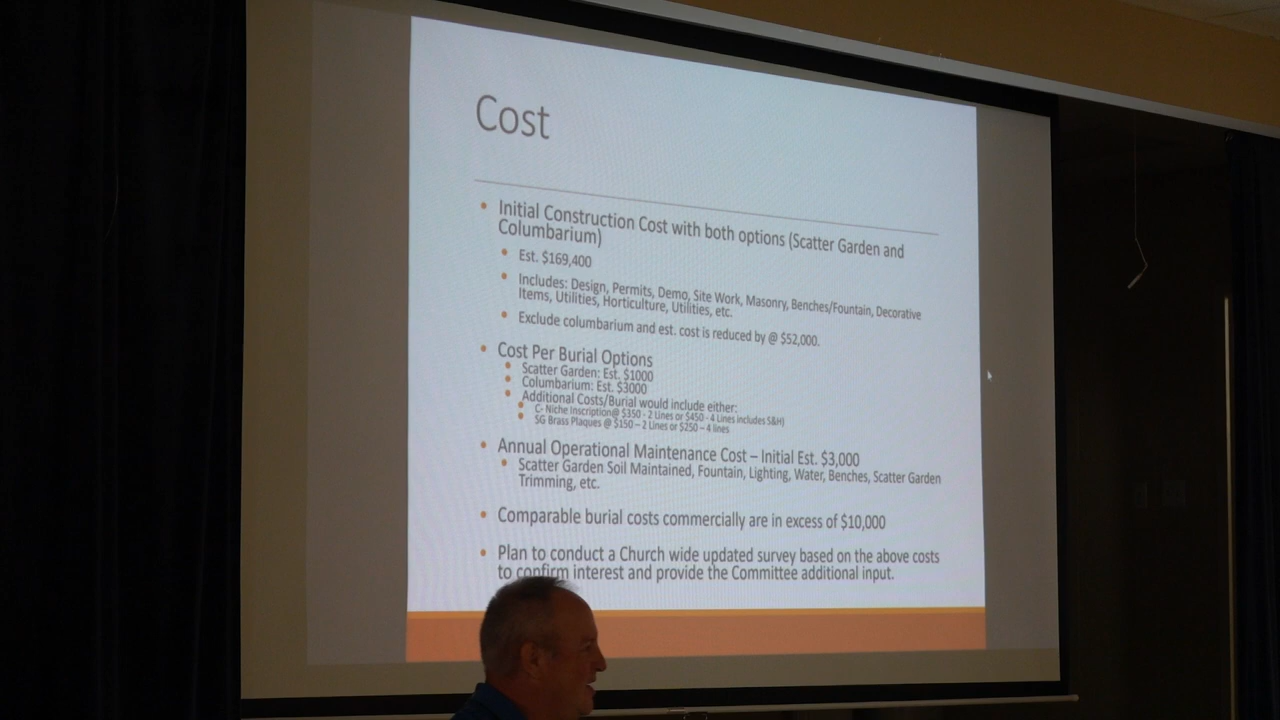 Cost
Initial Construction Cost with both options (Scatter Garden and
Columbarium)
Est. $169,400
Includes: Design, Permits, Demo, Site Work, Masonry, Benches/Fountain, Decorative
Items, Utilities, Horticulture, Utilities, etc.
Exclude columbarium and est. cost is reduced by @ $52,000.
Cost Per Burial Options
Scatter Garden: Est. $1000
Columbarium: Est. $3000
Additional Costs/Burial would include either:
C- Niche Inscription@ $350 - 2 Lines or $450 - 4 Lines includes S&H)
SG Brass Plaques @ $150 – 2 Lines or $250 – 4 lines
Annual Operational Maintenance Cost – Initial Est. $3,000
Scatter Garden Soil Maintained, Fountain, Lighting, Water, Benches, Scatter Garden
Trimming, etc.
Comparable burial costs commercially are in excess of $10,000
Plan to conduct a Church wide updated survey based on the above costs
to confirm interest and provide the Committee additional input.